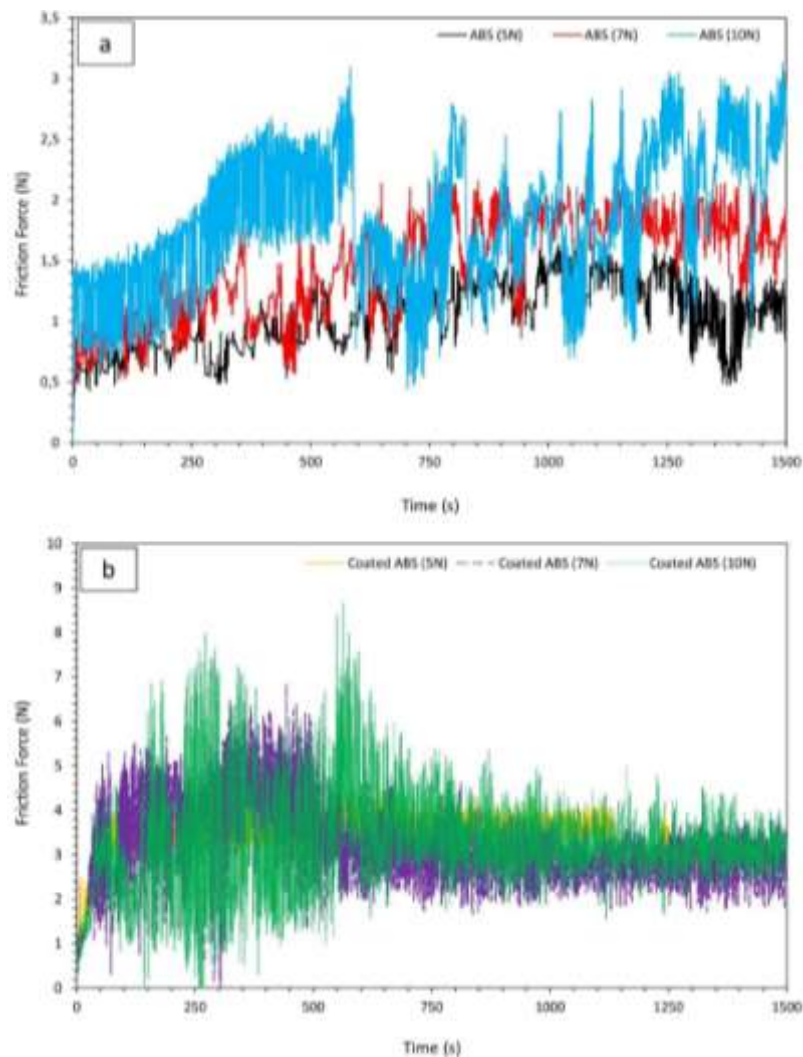 a
ABS (5N) ABS (7N) ABS (10N)
3,5
3
2,5
2
1,5
1
0,5
0
Friction Force (N)
0 250 500 750 1000 1250 1500
Time (s)
b
Coated ABS (5N) Coated ABS (7N) Coated ABS (10N)
10
9
8
7
6
5
4
3
2
1
0
Friction Force (N)
0 250 500 750 1000 1250 1500
Time (s)